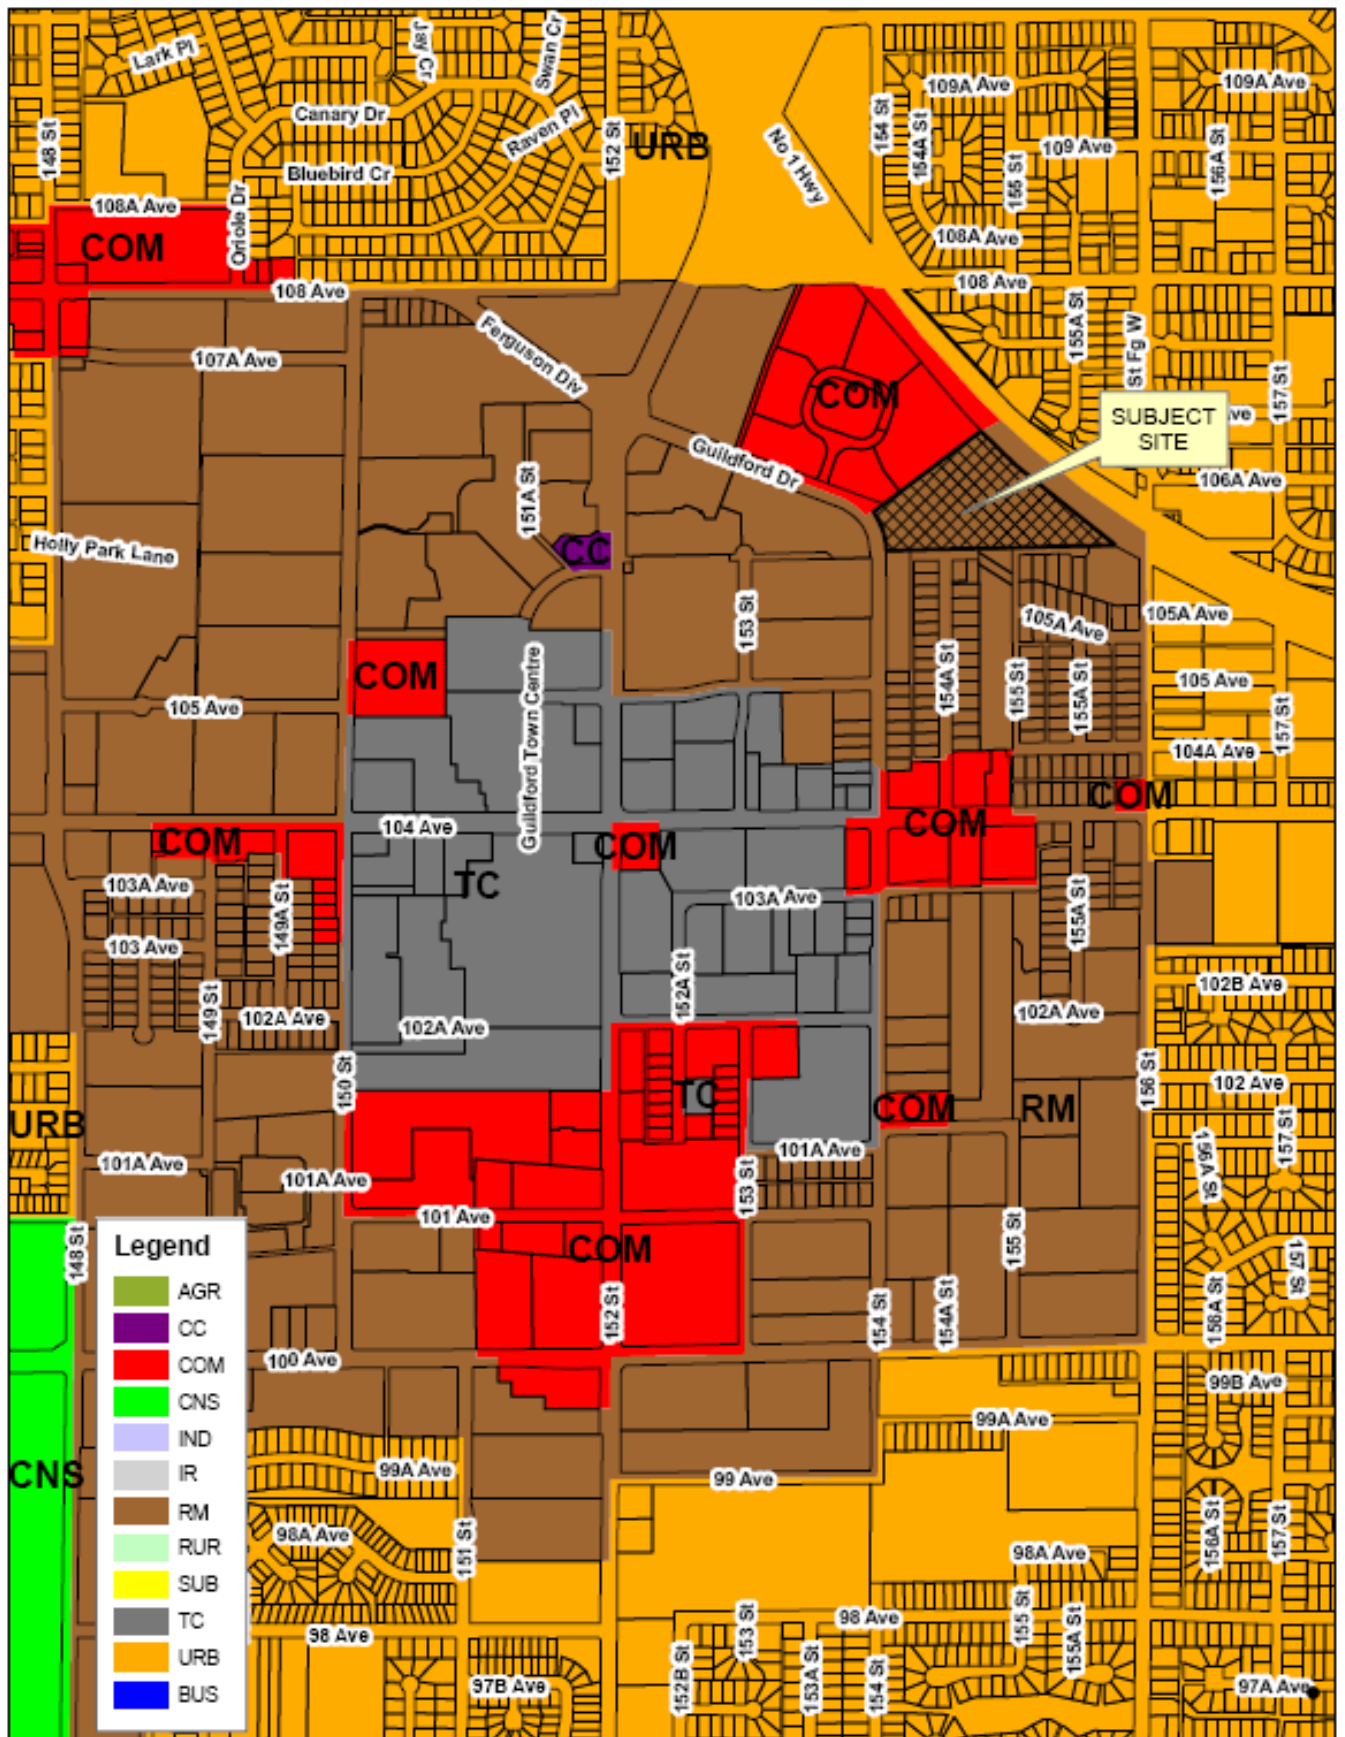 Lark Pl
Jay Cr
Swan Cr
109A Ave
109A Ave
Canary Dr
154 St
148 St
152 St
URB
No 1 Hwy
154A St
109 Ave
156A St
Raven Pl
155 St
Bluebird Cr
108A Ave
Oriole Dr
COM
108A Ave
108 Ave
108 Ave
Ferguson Div
155A St
St Fg W
107A Ave
COM
157 St
SUBJECT
SITE
ve
Guildford Dr
106A Ave
151A St
Holly Park Lane
CC
153 St
105A Ave
105A Ave
COM
Guildford Town Centre
154A St
155 St
155A St
105 Ave
157 St
105 Ave
104A Ave
COM
104 Ave
COM
COM
COM
TC
103A Ave
103A Ave
149A St
155A St
103 Ave
152A St
102B Ave
149 St
102A Ave
102A Ave
102A Ave
150 St
156 St
102 Ave
TC
COM
RM
URB
101A Ave
101A Ave
156A St
157 St
101A Ave
153 St
101 Ave
148 St
155 St
COM
157 St
152 St
154 St
154A St
156A St
100 Ave
99B Ave
99A Ave
CNS
99A Ave
99 Ave
98A Ave
151 St
156A St
157 St
98A Ave
98 Ave
98 Ave
153 St
155 St
155A St
152B St
153A St
154 St
97B Ave
97A Ave
Legend
AGR
CC
COM
CNS
IND
IR
RM
RUR
SUB
TC
URB
BUS